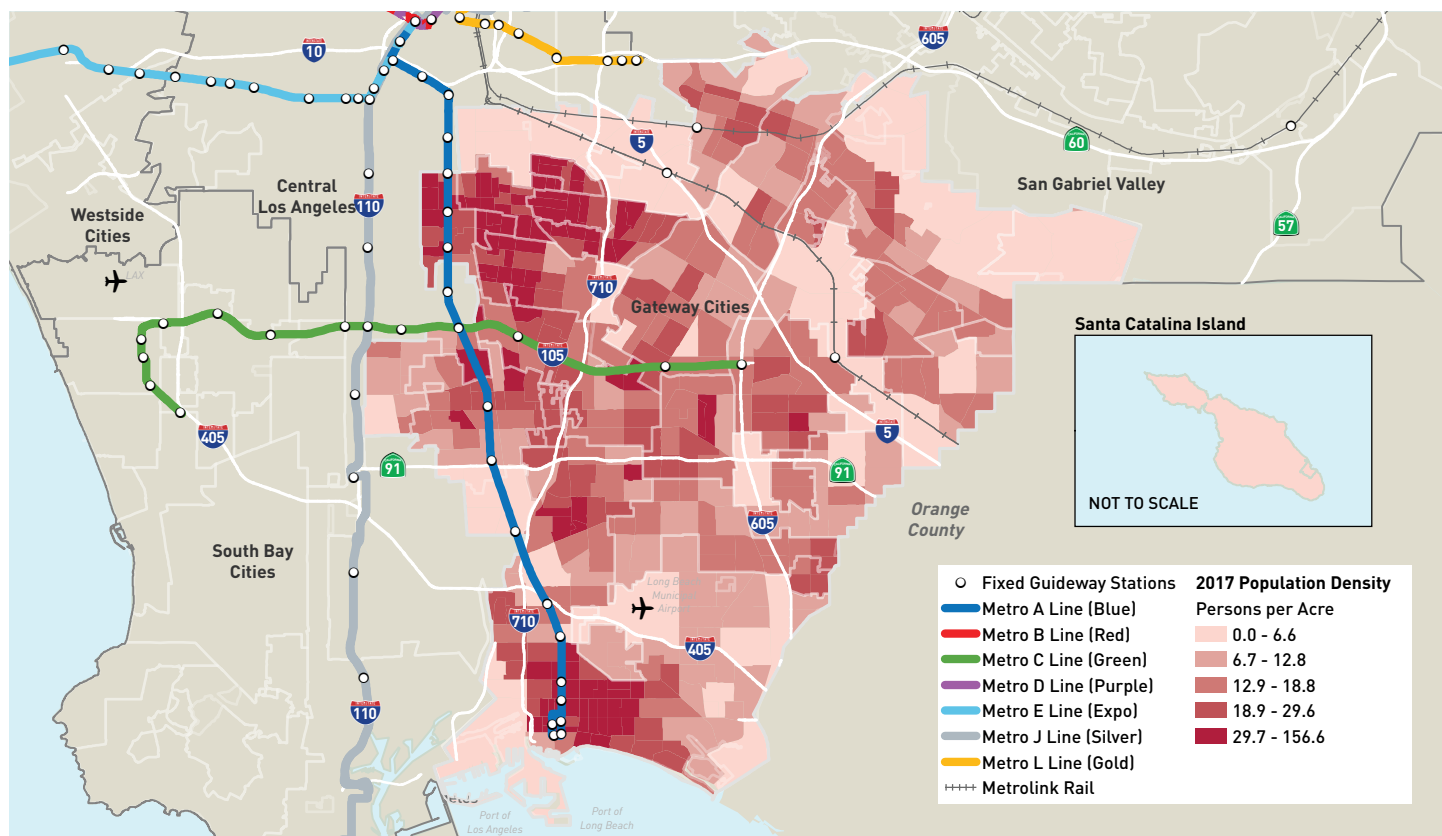 605
10
5
60
Central
Los Angeles
110
San Gabriel Valley
Westside
Cities
57
LAX
710
Gateway Cities
Santa Catalina Island
105
405
5
91
91
NOT TO SCALE
Orange
County
605
South Bay
Cities
Long Beach
Municipal
Airport
710
405
110
Port of
Los Angeles
Port of
Long Beach
Fixed Guideway Stations
Metro A Line (Blue)
Metro B Line (Red)
Metro C Line (Green)
Metro D Line (Purple)
Metro E Line (Expo)
Metro J Line (Silver)
Metro L Line (Gold)
Metrolink Rail
2017 Population Density
Persons per Acre
0.0 - 6.6
6.7 - 12.8
12.9 - 18.8
18.9 - 29.6
29.7 - 156.6